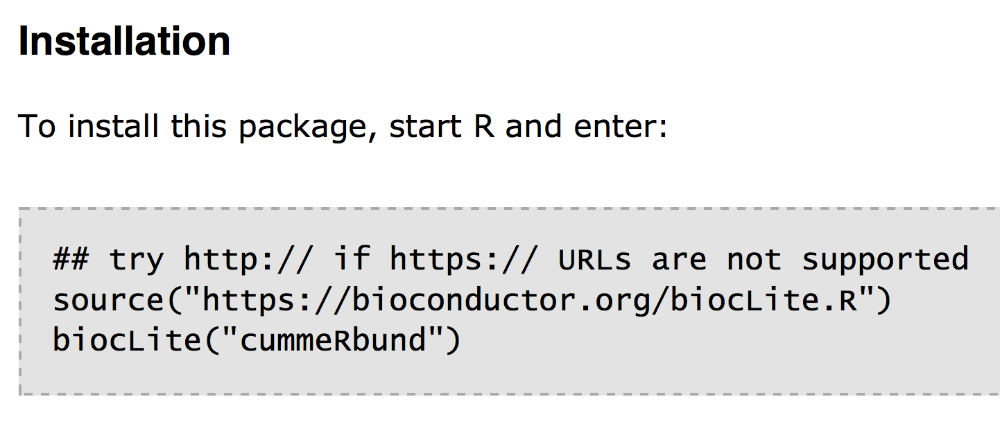 Installation
To install this package, start R and enter:
## try http:// if https:// URLs are not supported
source("https://bioconductor.org/biocLite.R")
biocLite("cummeRbund")